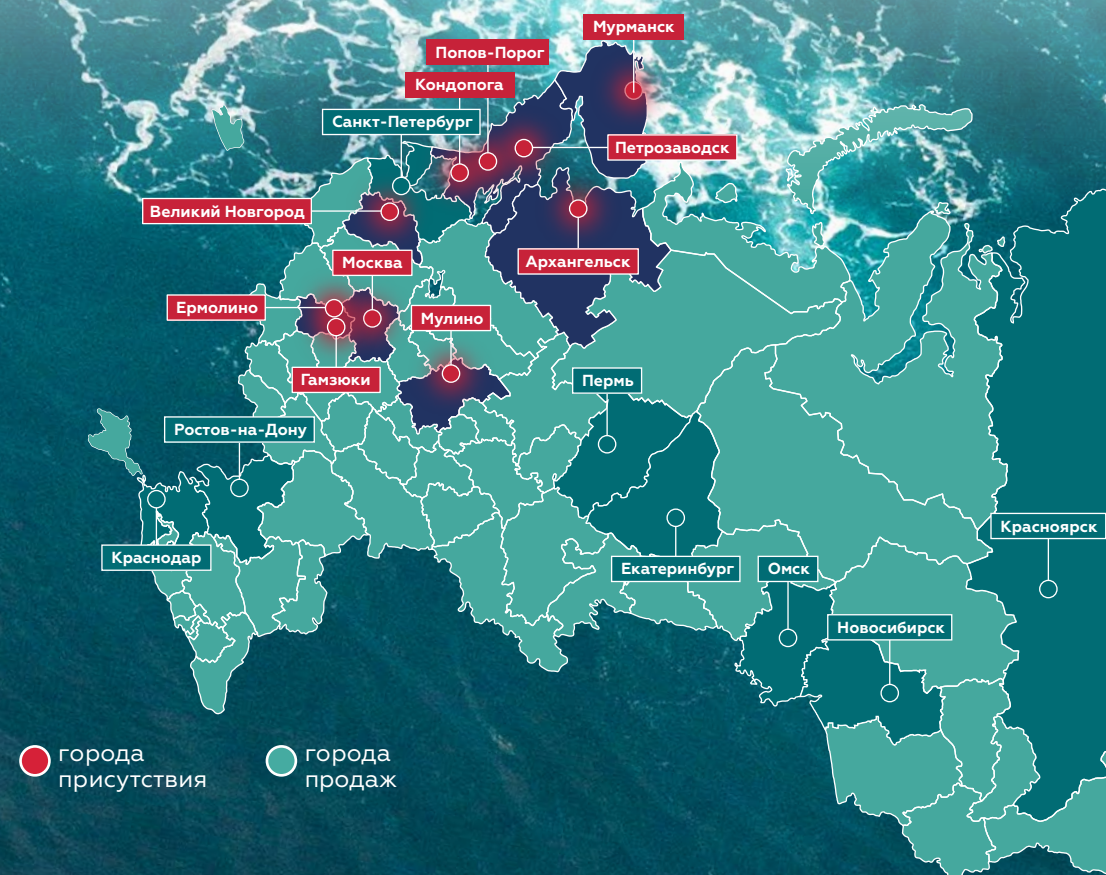 Мурманск
Попов-Порог
Кондопога
Санкт-Петербург
Петрозаводск
Великий Новгород
Москва
Архангельск
Ермолино
Мулино
Гамзюки
Пермь
Ростов-на-Дону
Красноярск
Краснодар
Екатеринбург
Омск
Новосибирск
города
присутствия
города
продаж